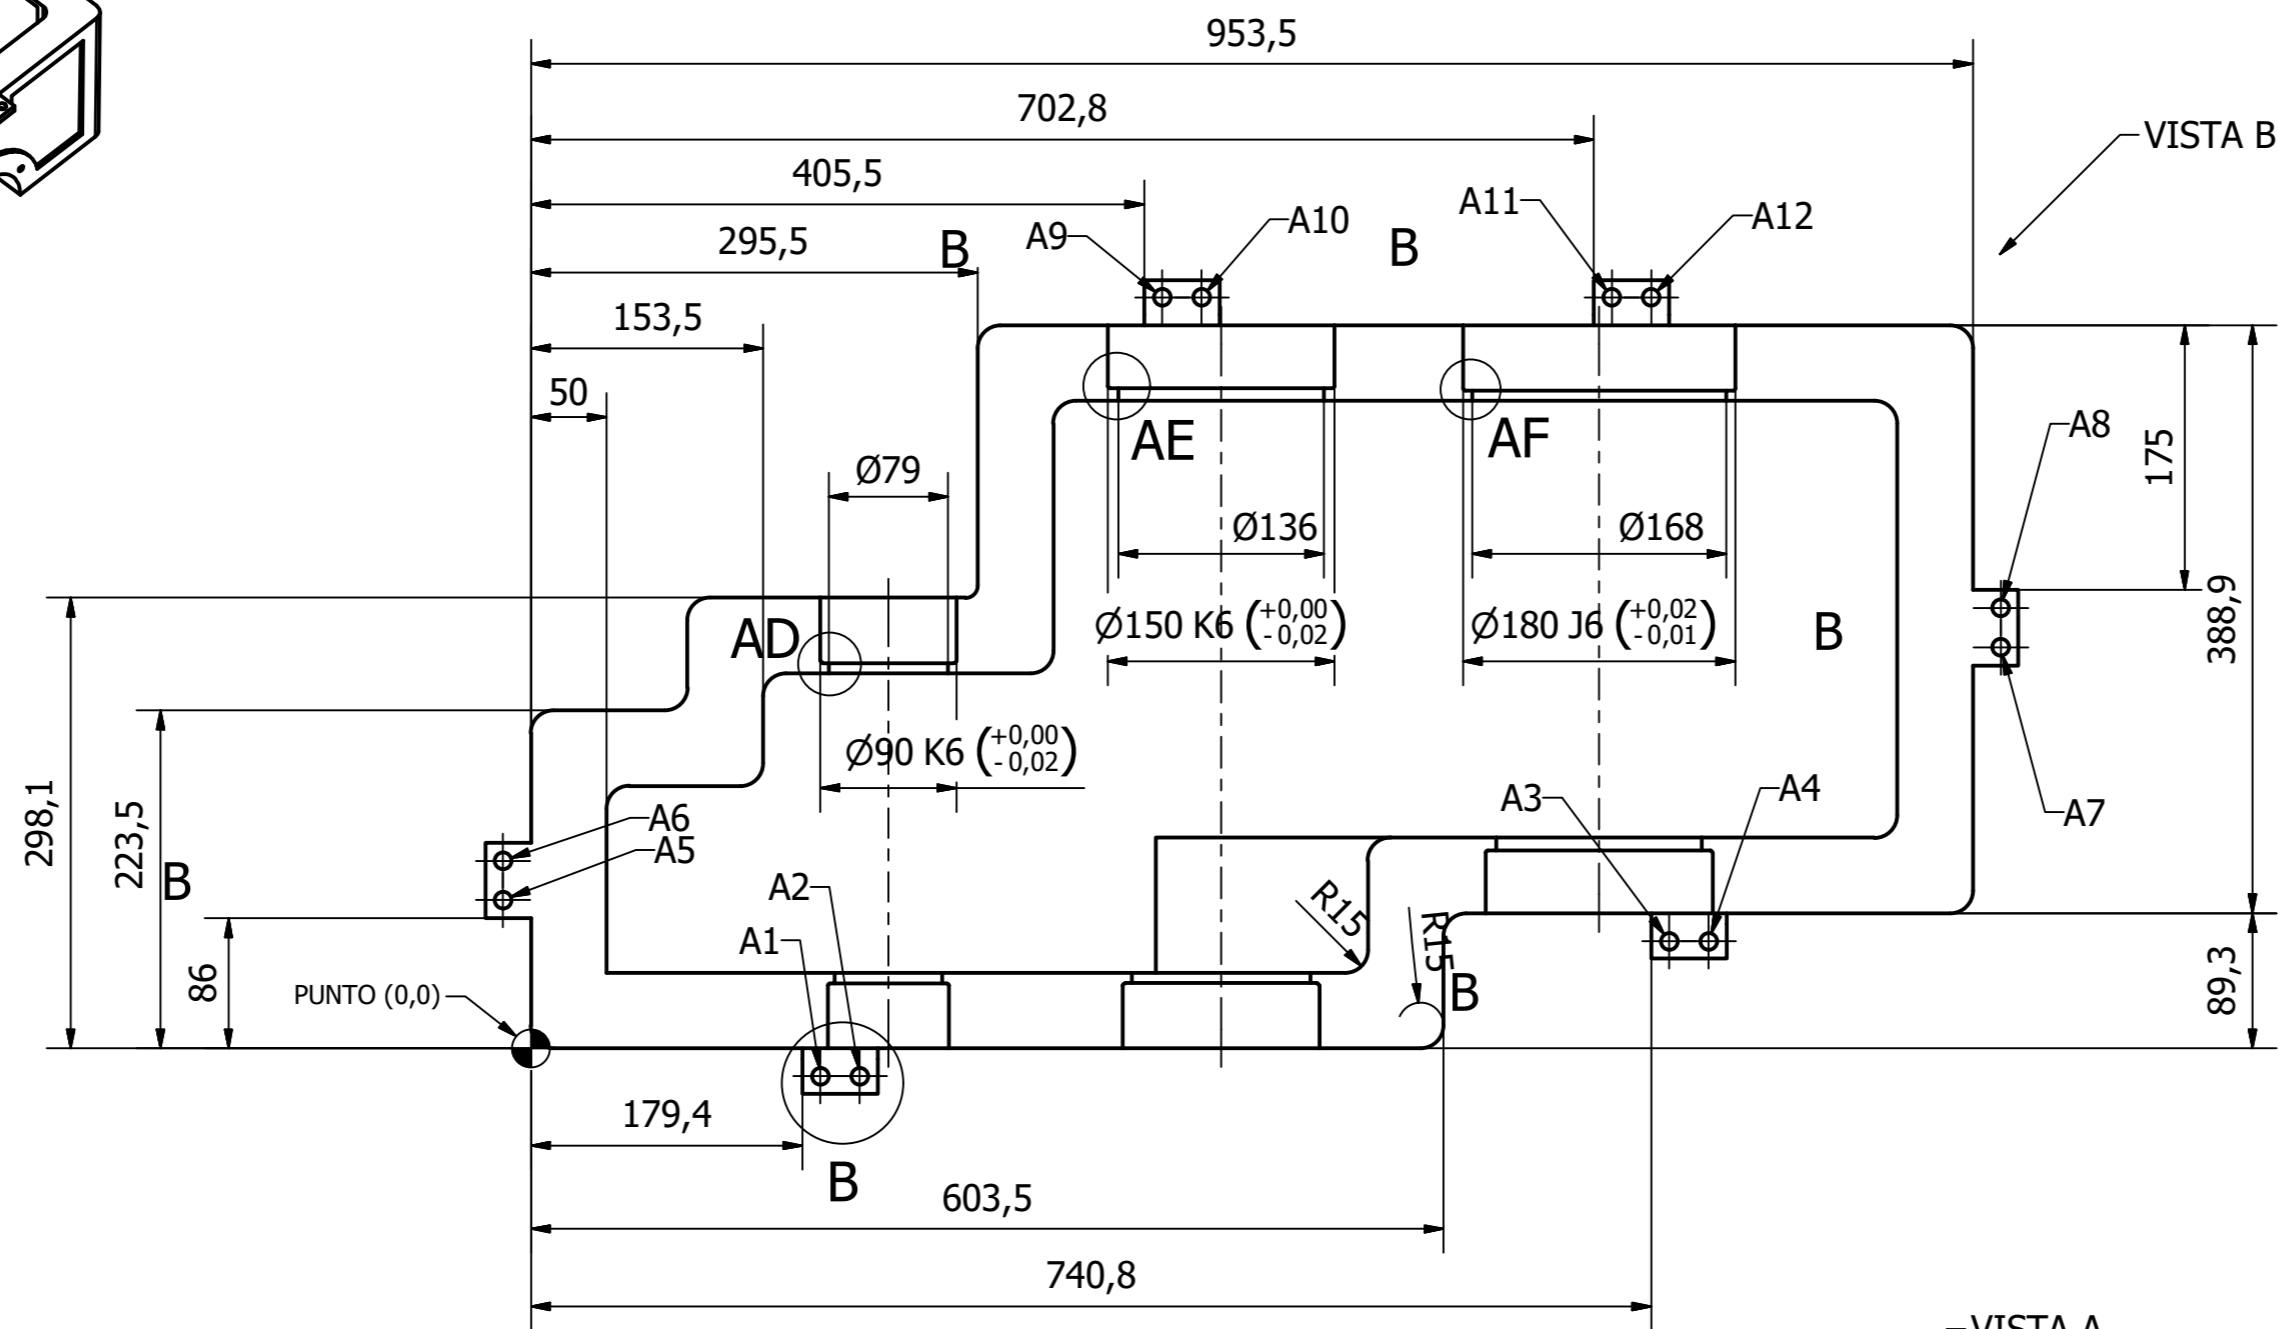 953,5
702,8
VISTA B
405,5
A11
A12
A9
A10
295,5
B
B
153,5
50
A8
AE
AF
175
Ø79
Ø136
Ø168
Ø150 K6 (+0,00 -0,02)
Ø180 J6 (+0,02 -0,01)
B
388,9
AD
Ø90 K6 (+0,00 -0,02)
A3
A4
A7
298,1
223,5
B
A6
A5
A2
A1
R15
R15
B
86
PUNTO (0,0)
89,3
179,4
B
603,5
740,8
VISTA A